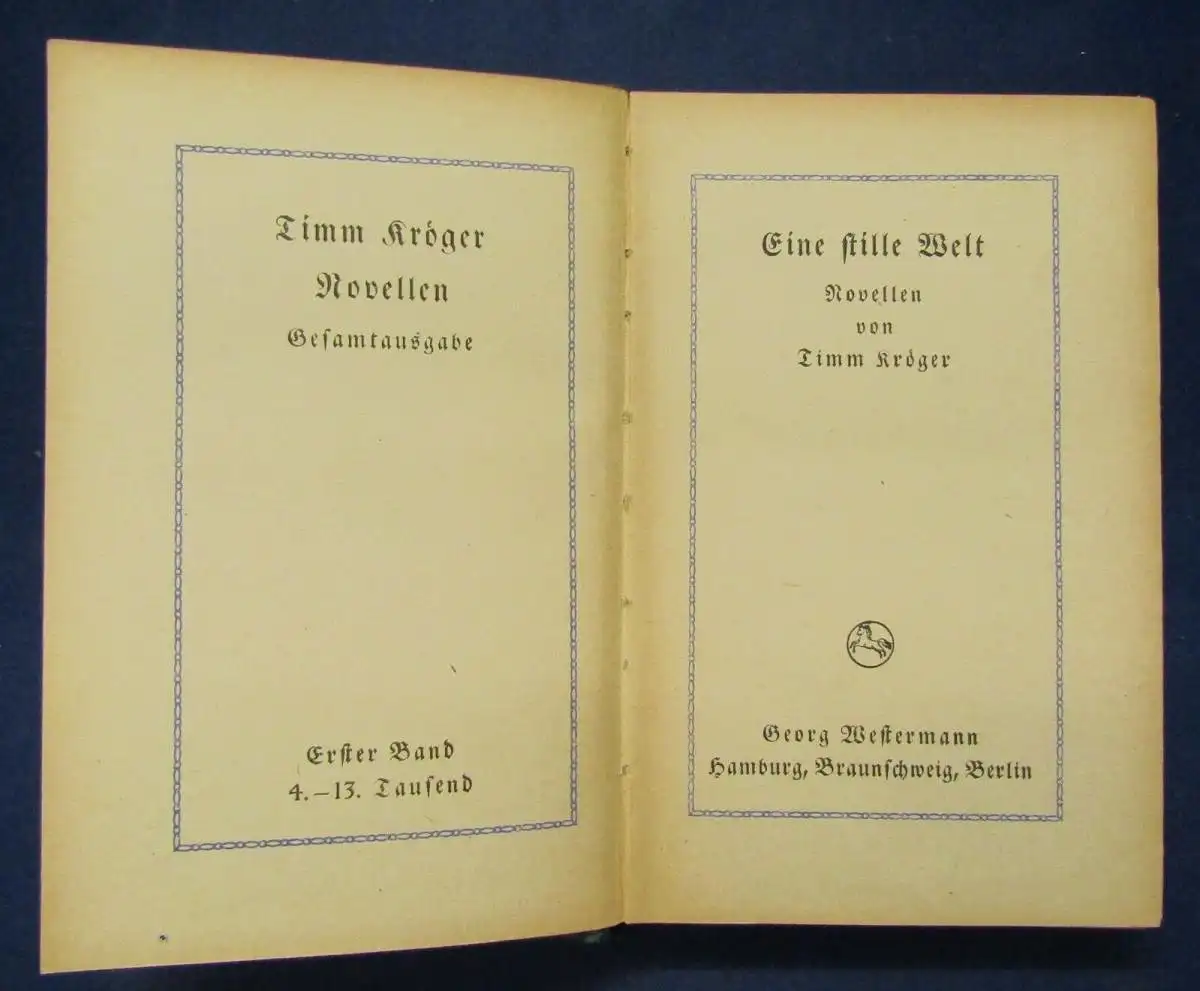 Timm Kröger
Novellen
Gesamtausgabe
Erster Band
4.–13. Tausend
Eine stille Welt
Novellen
von
Timm Kröger
Georg Westermann
Hamburg, Braunschweig, Berlin